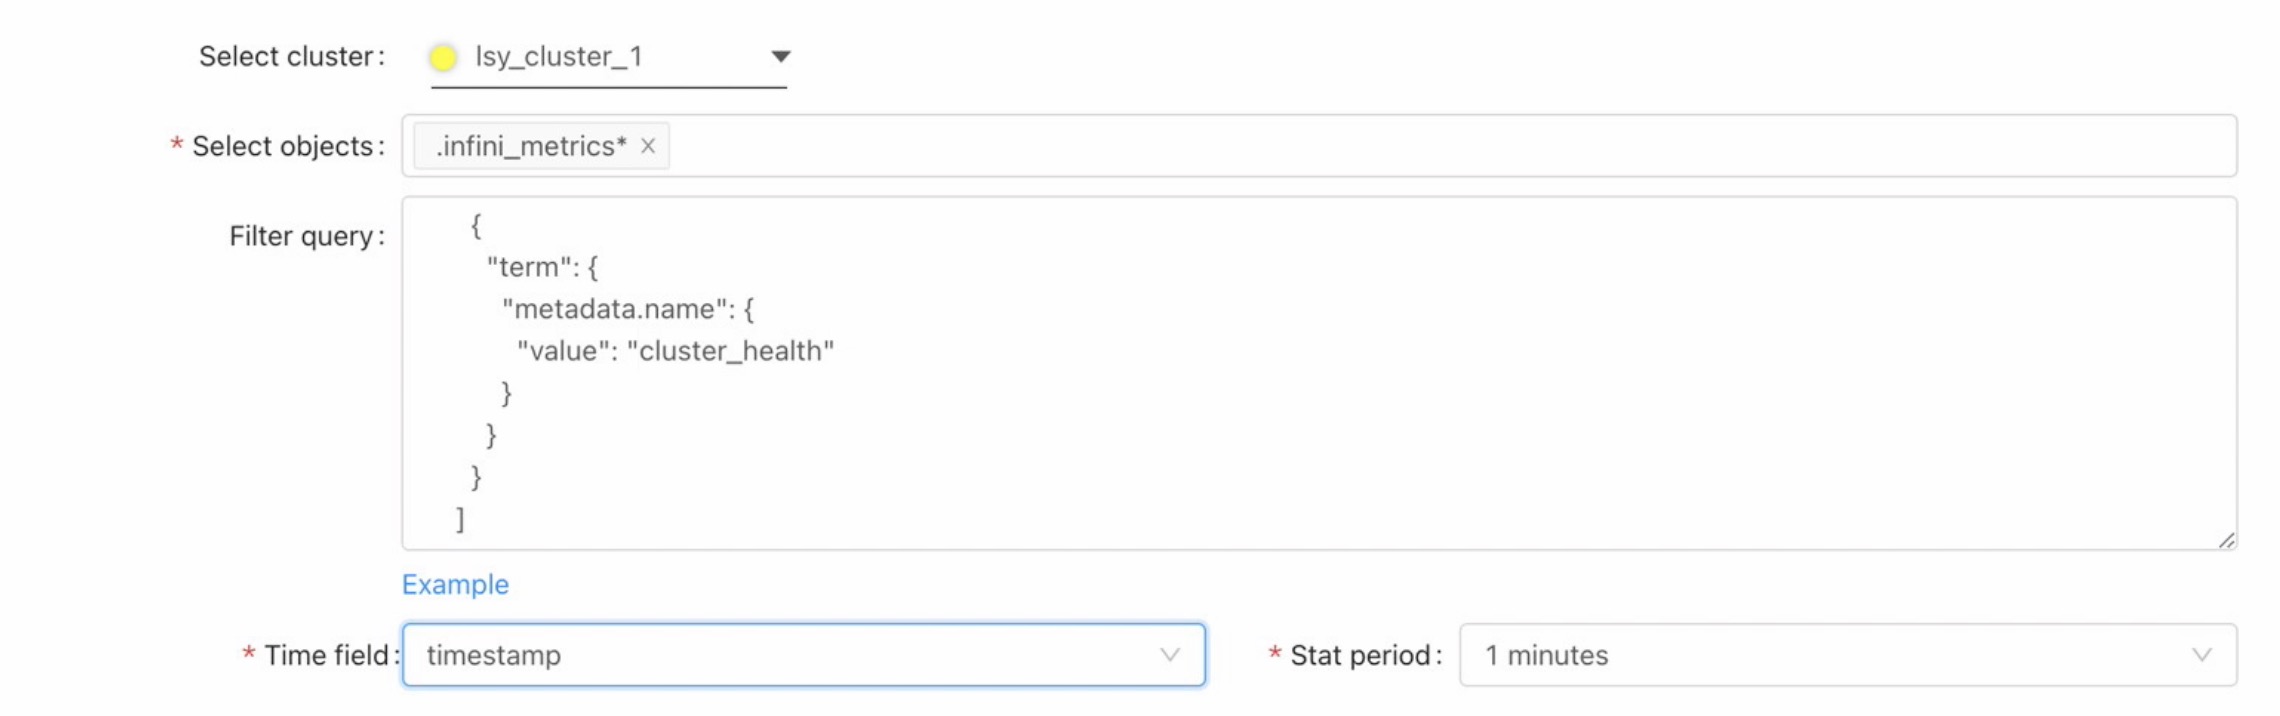 Select cluster: lsy_cluster_1
* Select objects: .infini_metrics* ×
Filter query:
{
"term": {
"metadata.name": {
"value": "cluster_health"
}
}
}
]
Example
* Time field: timestamp * Stat period: 1 minutes